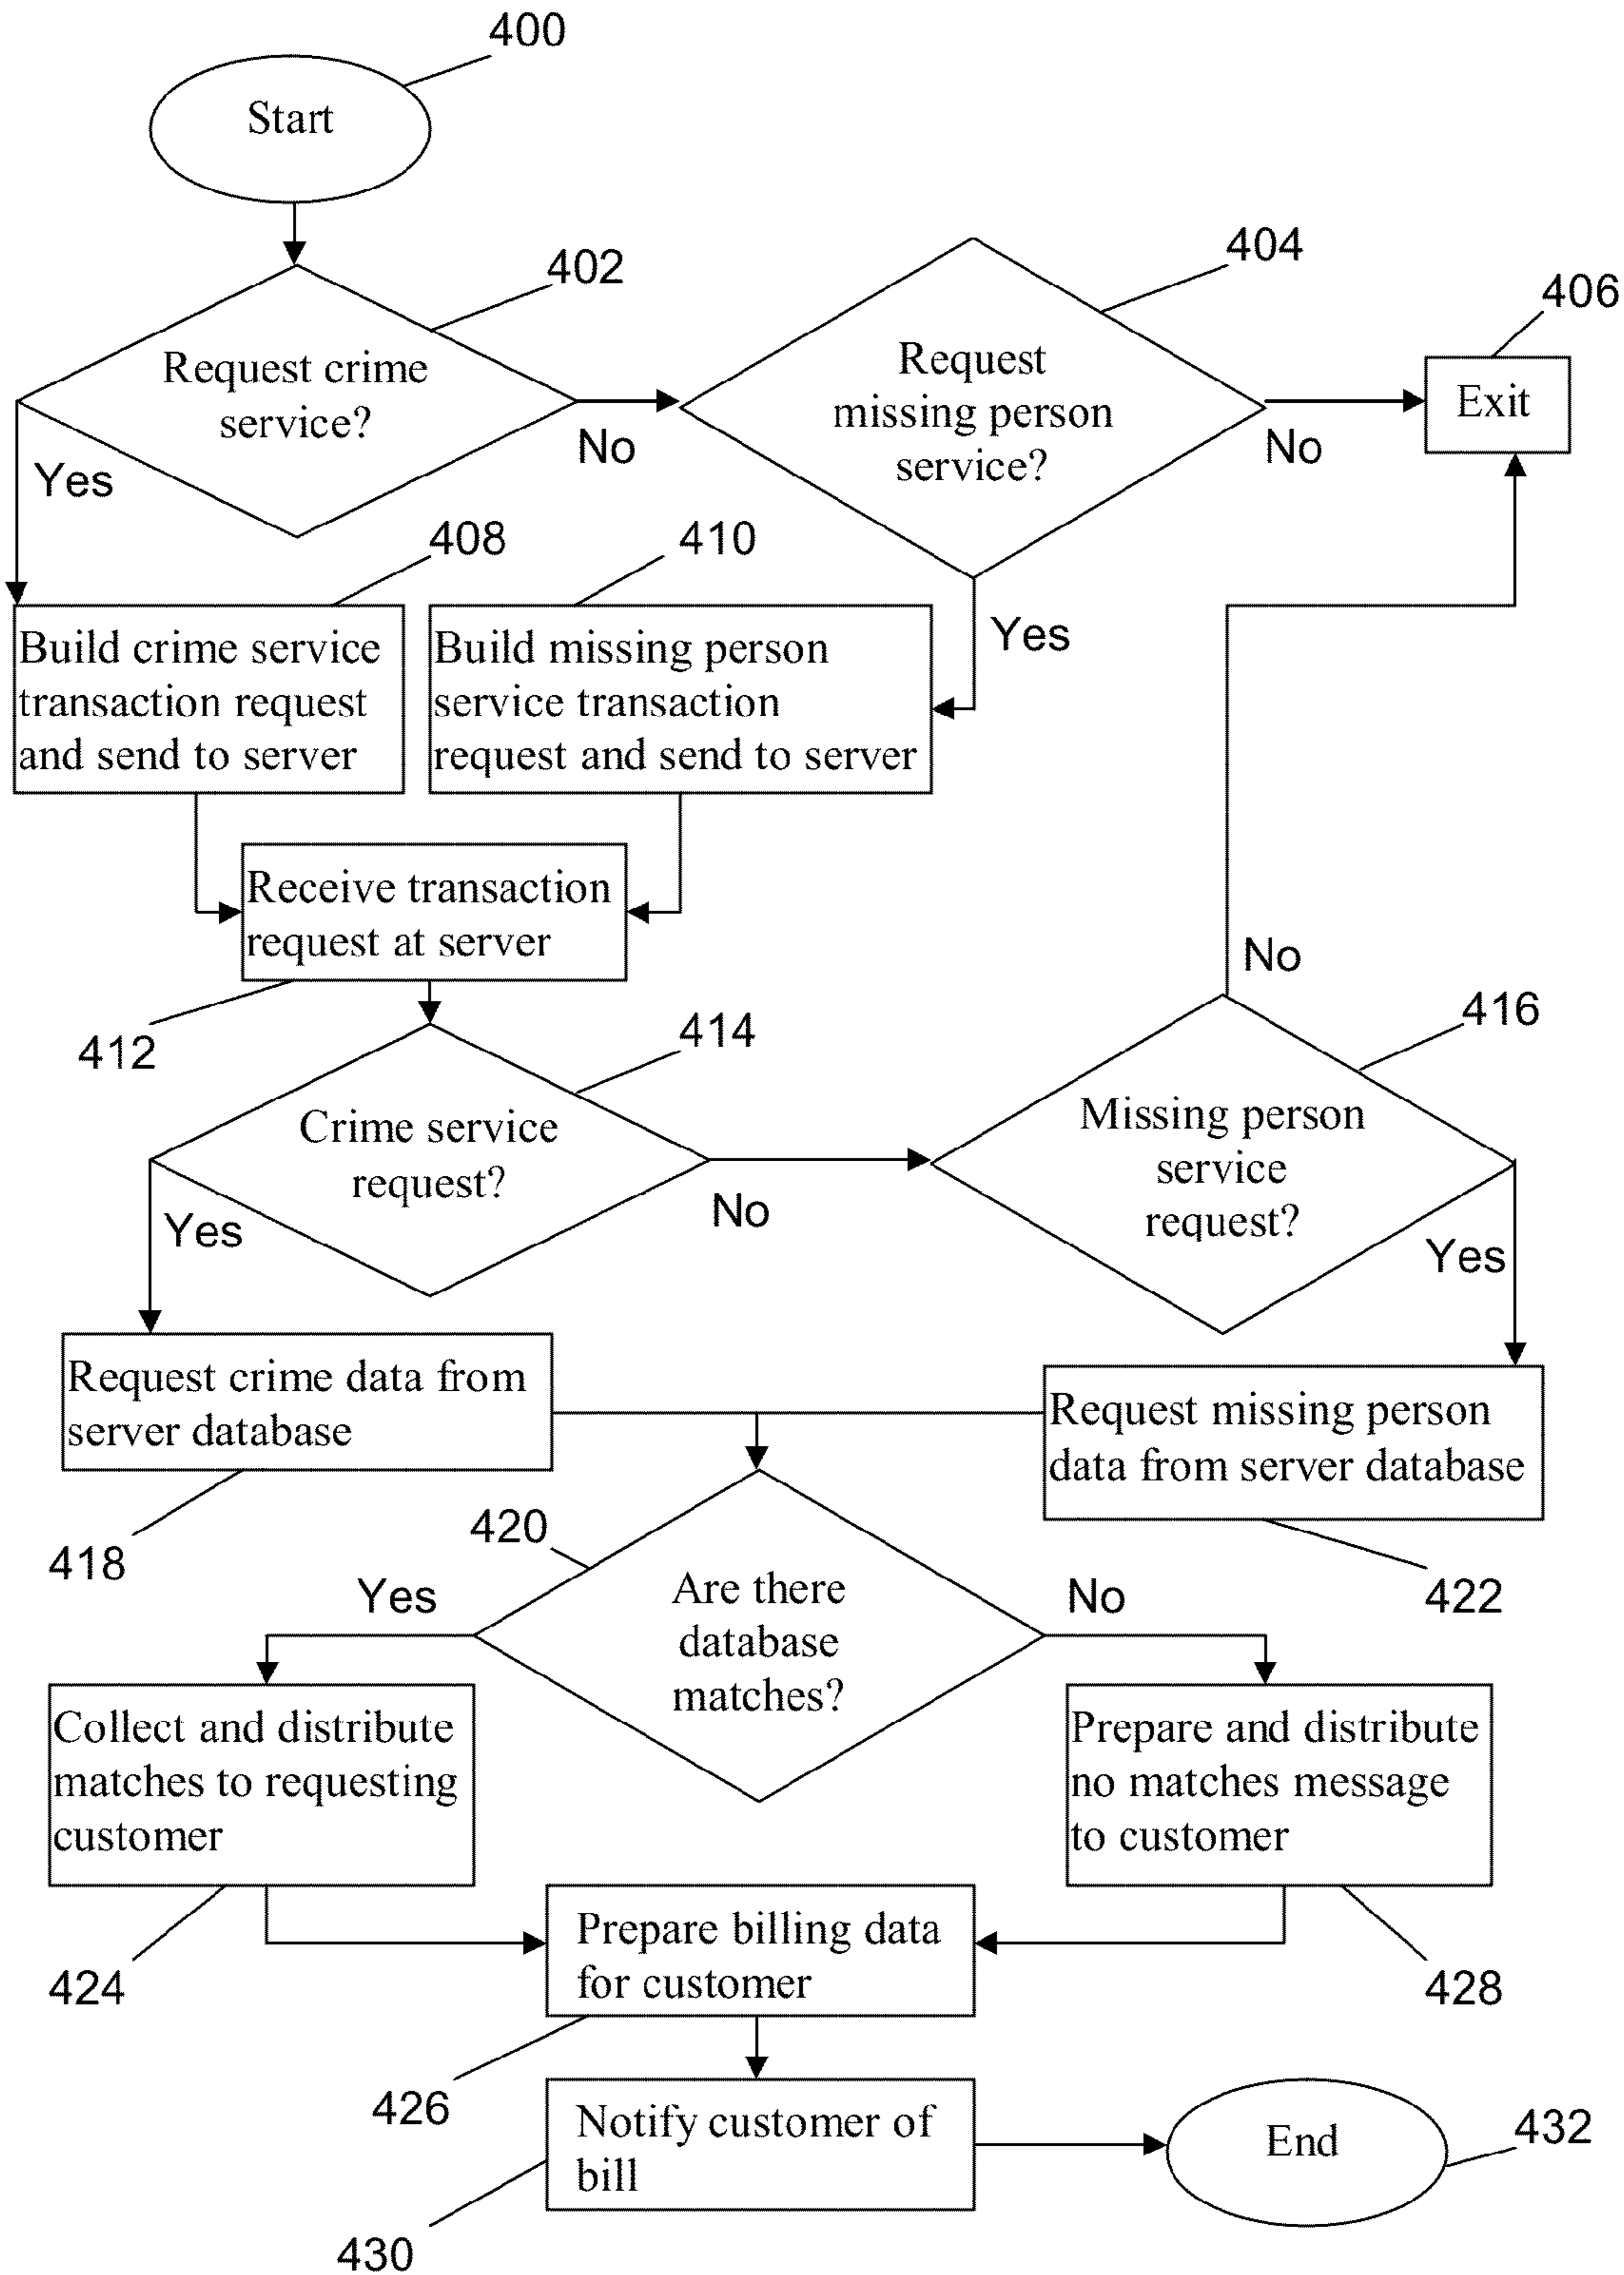 400
Start
402
Request crime
service?
Yes
No
404
Request
missing person
service?
No
Yes
406
Exit
408
Build crime service
transaction request
and send to server
410
Build missing person
service transaction
request and send to server
Receive transaction
request at server
412
414
Crime service
request?
Yes
No
416
No
Missing person
service
request?
Yes
Request crime data from
server database
418
Request missing person
data from server database
422
420
Are there
database
matches?
Yes
No
Collect and distribute
matches to requesting
customer
424
Prepare and distribute
no matches message
to customer
428
Prepare billing data
for customer
426
Notify customer of
bill
430
End
432